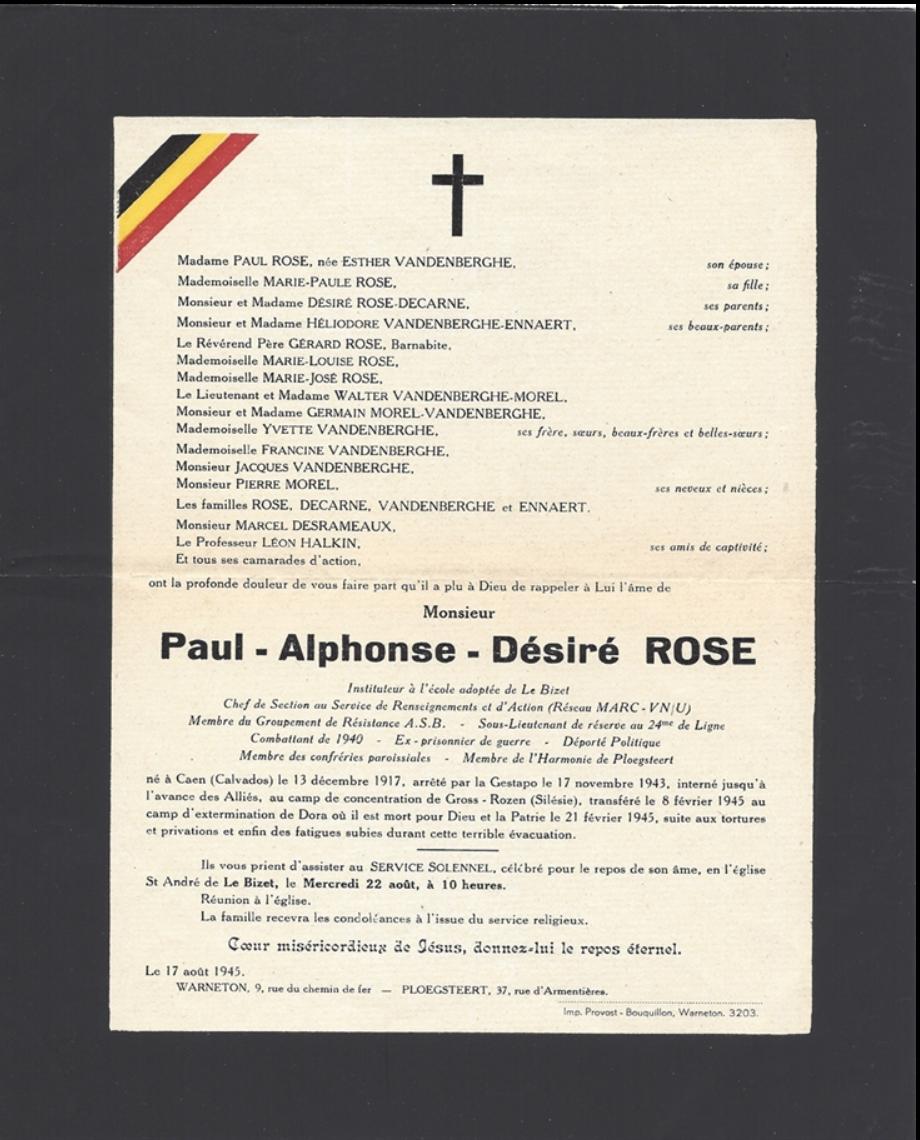 Madame PAUL ROSE, née ESTHER VANDENBERGHE, son épouse ;
Mademoiselle MARIE-PAULE ROSE, sa fille ;
Monsieur et Madame DÉSIRÉ ROSE-DECARNE, ses parents ;
Monsieur et Madame HÉLIODORE VANDENBERGHE-ENNAERT, ses beaux-parents ;
Le Révérend Père GÉRARD ROSE, Barnabite,
Mademoiselle MARIE-LOUISE ROSE,
Mademoiselle MARIE-JOSÉ ROSE,
Le Lieutenant et Madame WALTER VANDENBERGHE-MOREL,
Monsieur et Madame GERMAIN MOREL-VANDENBERGHE,
Mademoiselle YVETTE VANDENBERGHE, ses frère, sœurs, beaux-frères et belles-sœurs ;
Mademoiselle FRANCINE VANDENBERGHE,
Monsieur JACQUES VANDENBERGHE,
Monsieur PIERRE MOREL, ses neveux et nièces ;
Les familles ROSE, DECARNE, VANDENBERGHE et ENNAERT.
Monsieur MARCEL DESRAMEAUX,
Le Professeur LÉON HALKIN, ses amis de captivité ;
Et tous ses camarades d'action,
ont la profonde douleur de vous faire part qu'il a plu à Dieu de rappeler à Lui l'âme de
Monsieur
Paul - Alphonse - Désiré ROSE
Instituteur à l'école adoptée de Le Bizet
Chef de Section au Service de Renseignements et d'Action (Réseau MARC - VN/U)
Membre du Groupement de Résistance A.S.B. - Sous-Lieutenant de réserve au 24me de Ligne
Combattant de 1940 - Ex-prisonnier de guerre - Déporté Politique
Membre des confréries paroissiales - Membre de l'Harmonie de Ploegsteert
né à Caen (Calvados) le 13 décembre 1917, arrêté par la Gestapo le 17 novembre 1943, interné jusqu'à
l'avance des Alliés, au camp de concentration de Gross - Rozen (Silésie), transféré le 8 février 1945 au
camp d'extermination de Dora où il est mort pour Dieu et la Patrie le 21 février 1945, suite aux tortures
et privations et enfin des fatigues subies durant cette terrible évacuation.
Ils vous prient d'assister au SERVICE SOLENNEL, célébré pour le repos de son âme, en l'église
St André de Le Bizet, le Mercredi 22 août, à 10 heures.
Réunion à l'église.
La famille recevra les condoléances à l'issue du service religieux.
Cœur miséricordieux de Jésus, donnez-lui le repos éternel.
Le 17 août 1945.
WARNETON, 9, rue du chemin de fer — PLOEGSTEERT, 37, rue d'Armentières.
Imp. Provost - Bouquillon, Warneton. 3203.